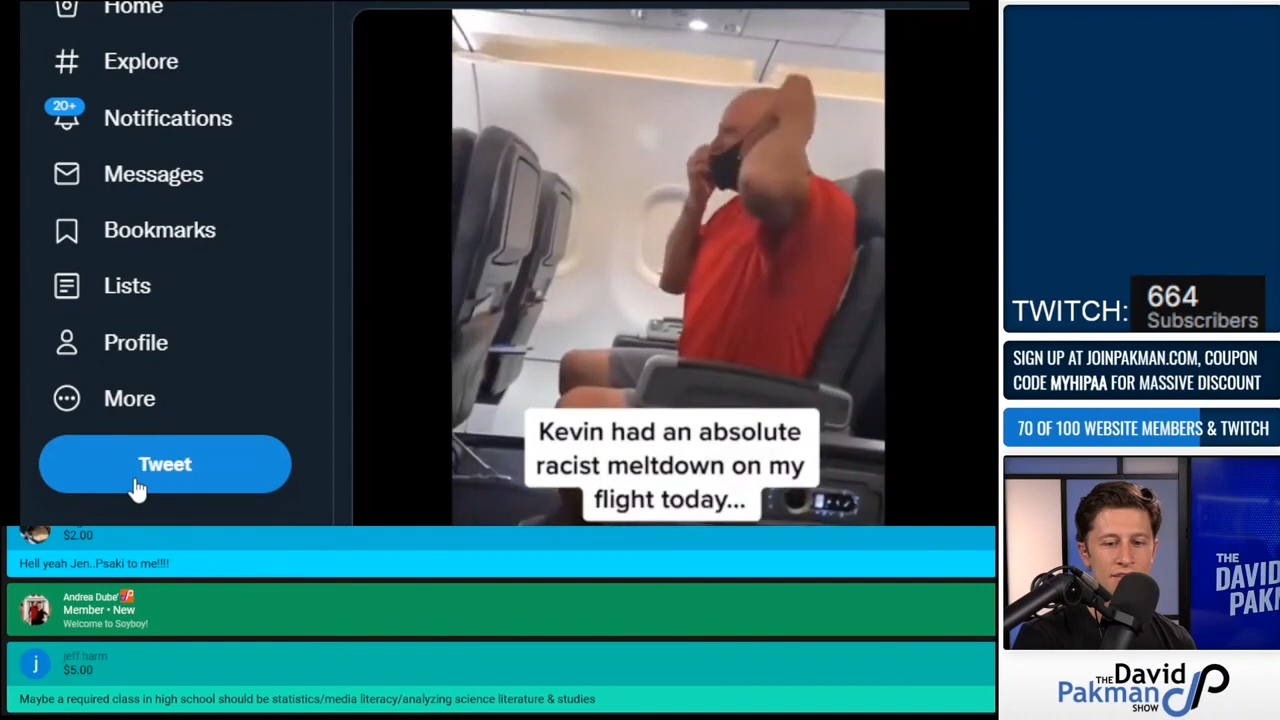 Home
Explore
20+
Notifications
Messages
Bookmarks
Lists
Profile
More
Tweet
Kevin had an absolute
racist meltdown on my
flight today...
$2.00
Hell yeah Jen..Psaki to me!!!!
Andrea Dube'
Member • New
Welcome to Soyboy!
j
jeff harm
$5.00
Maybe a required class in high school should be statistics/media literacy/analyzing science literature & studies
TWITCH:
664
Subscribers
SIGN UP AT JOINPAKMAN.COM, COUPON
CODE MYHIPAA FOR MASSIVE DISCOUNT
70 OF 100 WEBSITE MEMBERS & TWITCH
THE
DAVID
PAK
THE David
Pakman
SHOW